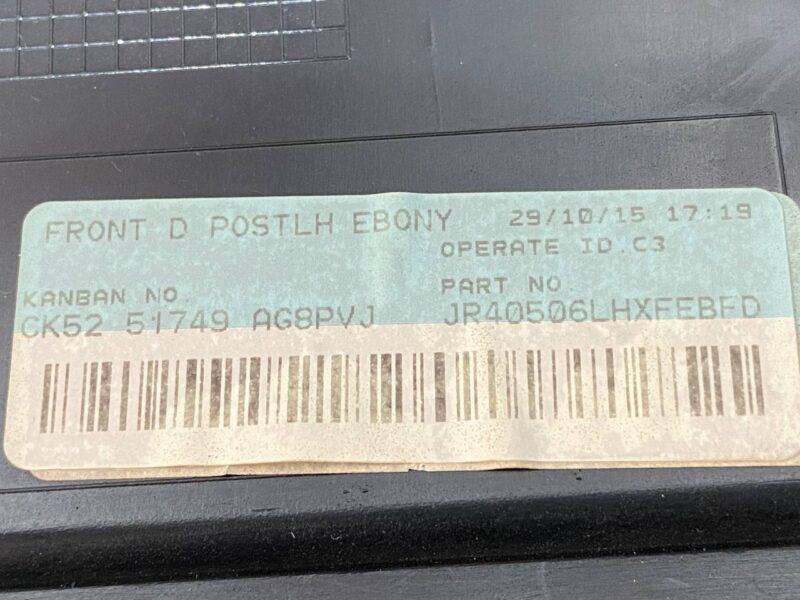 FRONT D POSTLH EBONY 29/10/15 17:19
OPERATE ID.C3
KANBAN NO. PART NO.
CK52 51749 AG8PVJ JR40506LHXFEBFD